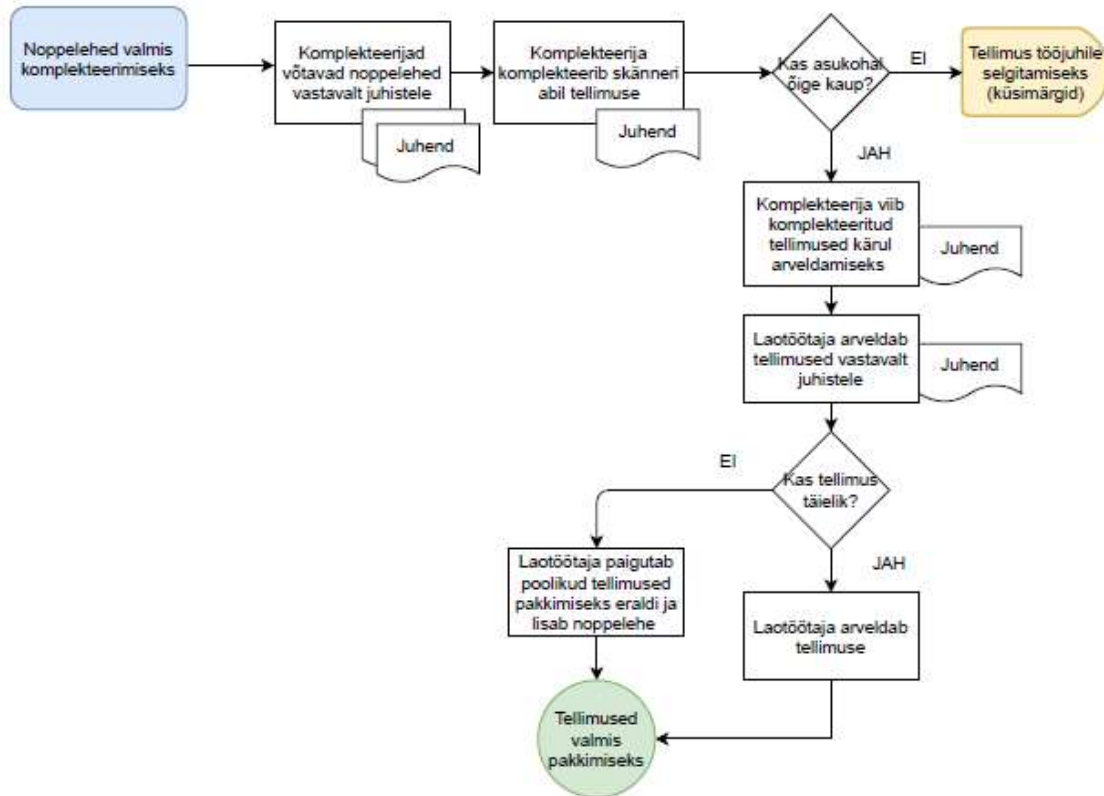 Noppelehed valmis
komplekteerimiseks
Komplekteerijad
võtavad noppelehed
vastavalt juhistele
Juhend
Komplekteerija
komplekteerib skänneri
abil tellimuse
Juhend
Kas asukohal
õige kaup?
EI
Tellimus tööjuhile
selgitamiseks
(küsimärgid)
JAH
Komplekteerija viib
komplekteeritud
tellimused kärul
arveldamiseks
Juhend
Laotöötaja arveldab
tellimused vastavalt
juhistele
Juhend
Kas tellimus
täielik?
EI
JAH
Laotöötaja paigutab
poolikud tellimused
pakkimiseks eraldi ja
lisab noppelehe
Laotöötaja arveldab
tellimuse
Tellimused
valmis
pakkimiseks